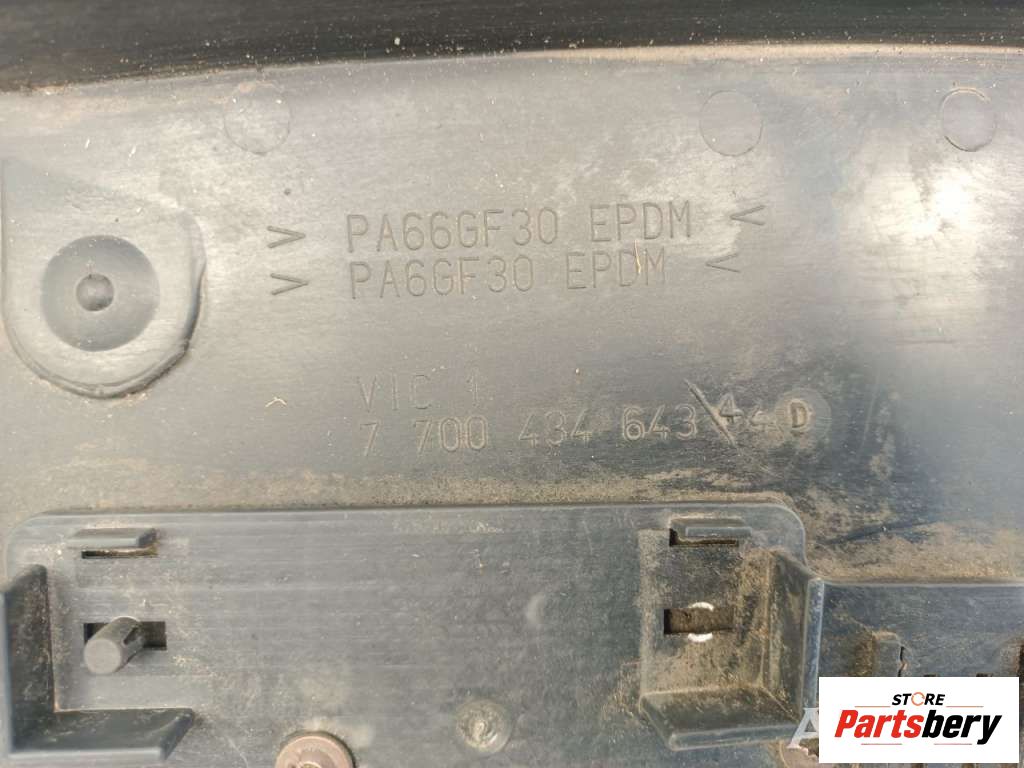 > PA66GF30 EPDM <
> PA6GF30 EPDM <
VIC 1
7 700 434 643 D
STORE
Partsbery